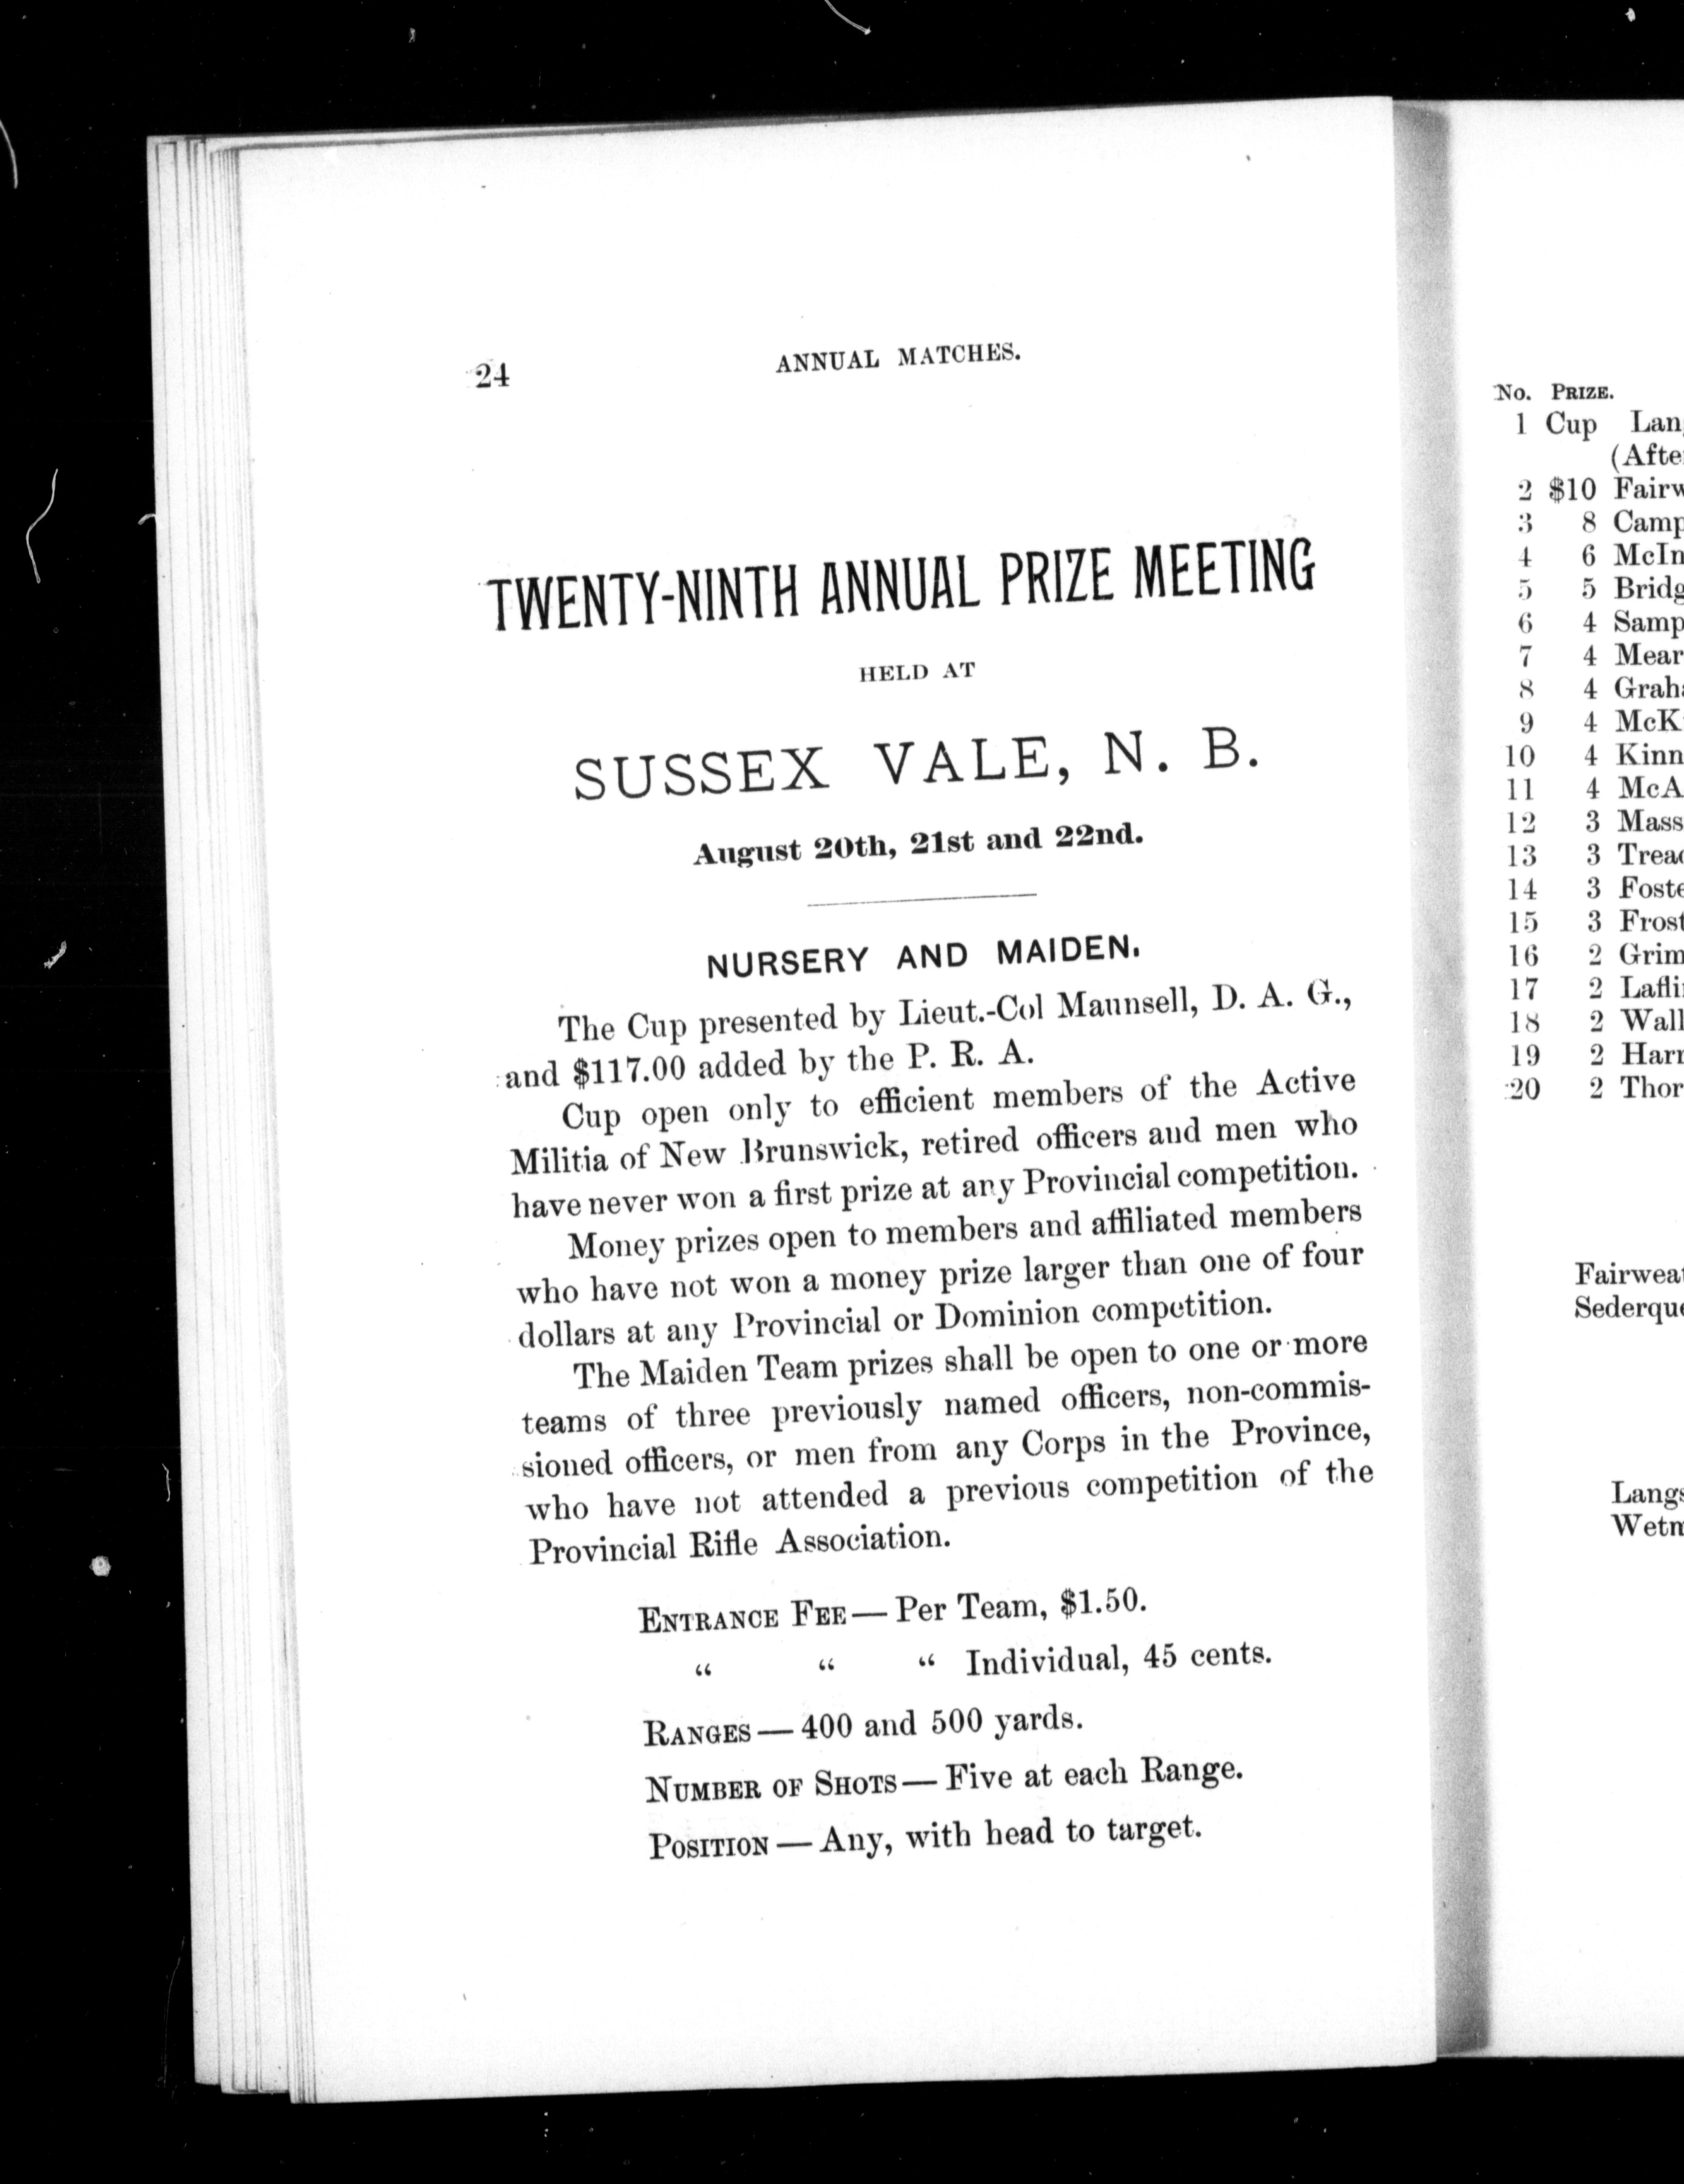 24
ANNUAL MATCHES.
TWENTY-NINTH ANNUAL PRIZE MEETING
HELD AT
SUSSEX VALE, N. B.
August 20th, 21st and 22nd.
NURSERY AND MAIDEN.
The Cup presented by Lieut.-Col Maunsell, D. A. G.,
and $117.00 added by the P. R. A.
Cup open only to efficient members of the Active
Militia of New Brunswick, retired officers and men who
have never won a first prize at any Provincial competition.
Money prizes open to members and affiliated members
who have not won a money prize larger than one of four
dollars at any Provincial or Dominion competition.
The Maiden Team prizes shall be open to one or more
teams of three previously named officers, non-commis-
sioned officers, or men from any Corps in the Province,
who have not attended a previous competition of the
Provincial Rifle Association.
ENTRANCE FEE — Per Team, $1.50.
“ “ “ Individual, 45 cents.
RANGES — 400 and 500 yards.
NUMBER OF SHOTS — Five at each Range.
POSITION — Any, with head to target.
No. PRIZE.
1 Cup
2 $10
3 8
4 6
5 5
6 4
7 4
8 4
9 4
10 4
11 4
12 3
13 3
14 3
15 3
16 2
17 2
18 2
19 2
20 2